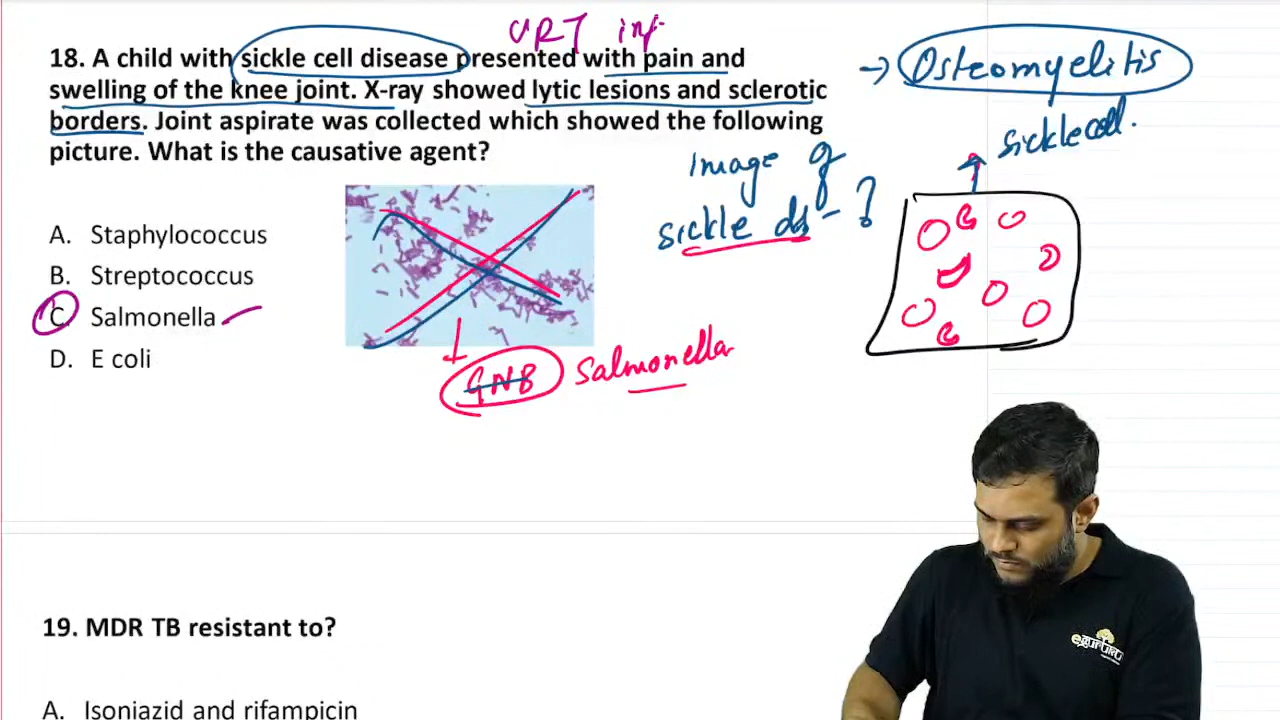 URT inf
18. A child with sickle cell disease presented with pain and
swelling of the knee joint. X-ray showed lytic lesions and sclerotic
borders. Joint aspirate was collected which showed the following
picture. What is the causative agent?
→ Osteomyelitis
sickle cell.
Image of
sickle ds - ?
A. Staphylococcus
B. Streptococcus
C. Salmonella
D. E coli
GNB Salmonella
egurukul
19. MDR TB resistant to?
A. Isoniazid and rifampicin